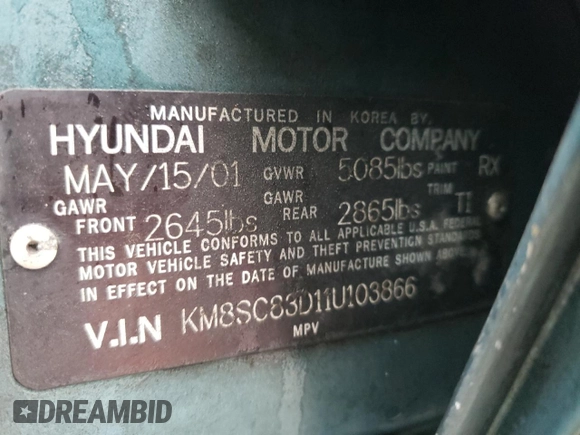 MANUFACTURED IN KOREA BY.
HYUNDAI MOTOR COMPANY
MAY/15/01 GVWR 5085lbs PAINT RX
GAWR FRONT 2645lbs GAWR REAR 2865lbs TRIM TI
THIS VEHICLE CONFORMS TO ALL APPLICABLE U.S.A. FEDERAL
MOTOR VEHICLE SAFETY AND THEFT PREVENTION STANDARDS
IN EFFECT ON THE DATE OF MANUFACTURE SHOWN ABOVE.
V.I.N KM8SC83D11U103866
MPV
DREAMBID